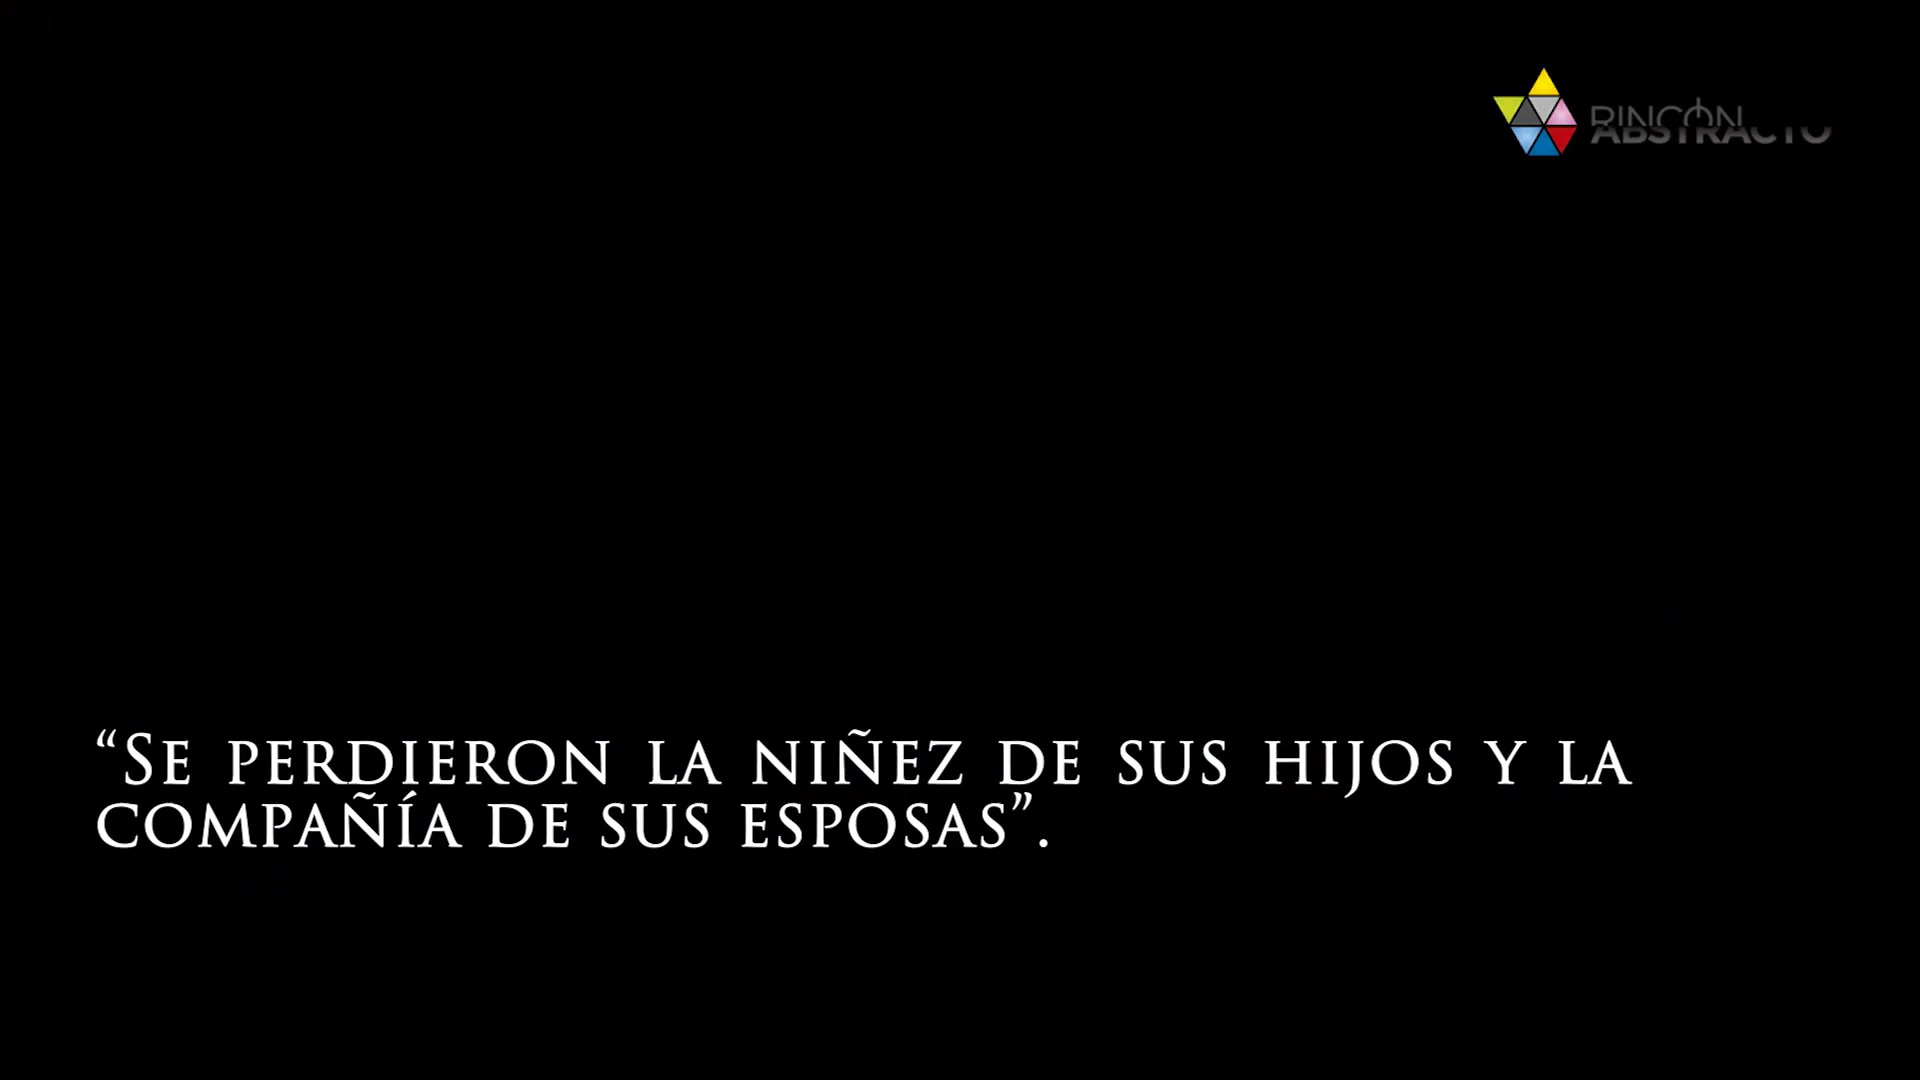 RINCÓN
ABSTRACTO
“SE PERDIERON LA NIÑEZ DE SUS HIJOS Y LA
COMPAÑÍA DE SUS ESPOSAS”.